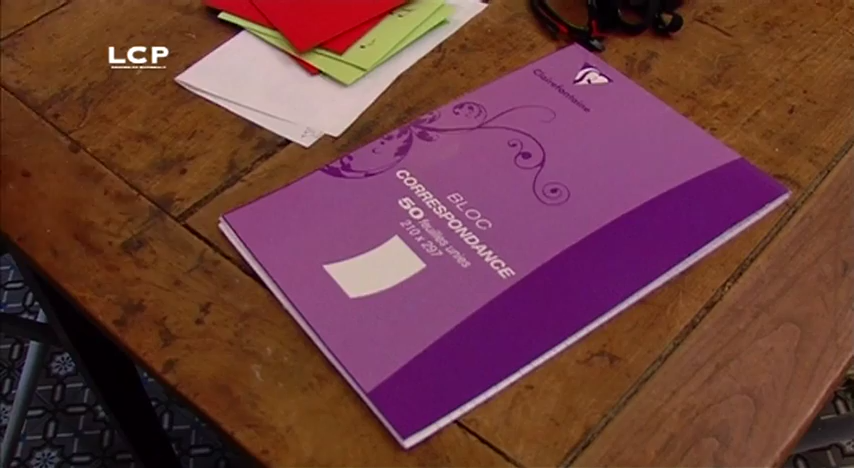 LCP
Clairefontaine
BLOC
CORRESPONDANCE
50 feuilles unies
210 x 297